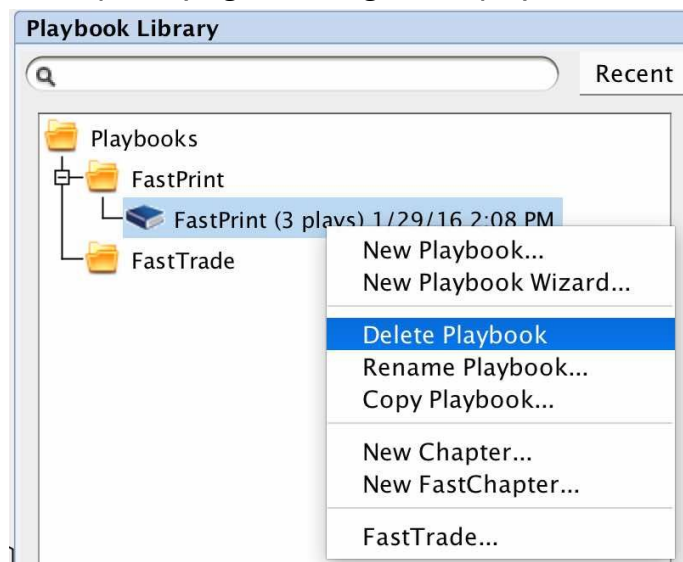 Playbook Library
Recent
Playbooks
FastPrint
FastPrint (3 plays) 1/29/16 2:08 PM
FastTrade
New Playbook...
New Playbook Wizard...
Delete Playbook
Rename Playbook...
Copy Playbook...
New Chapter...
New FastChapter...
FastTrade...